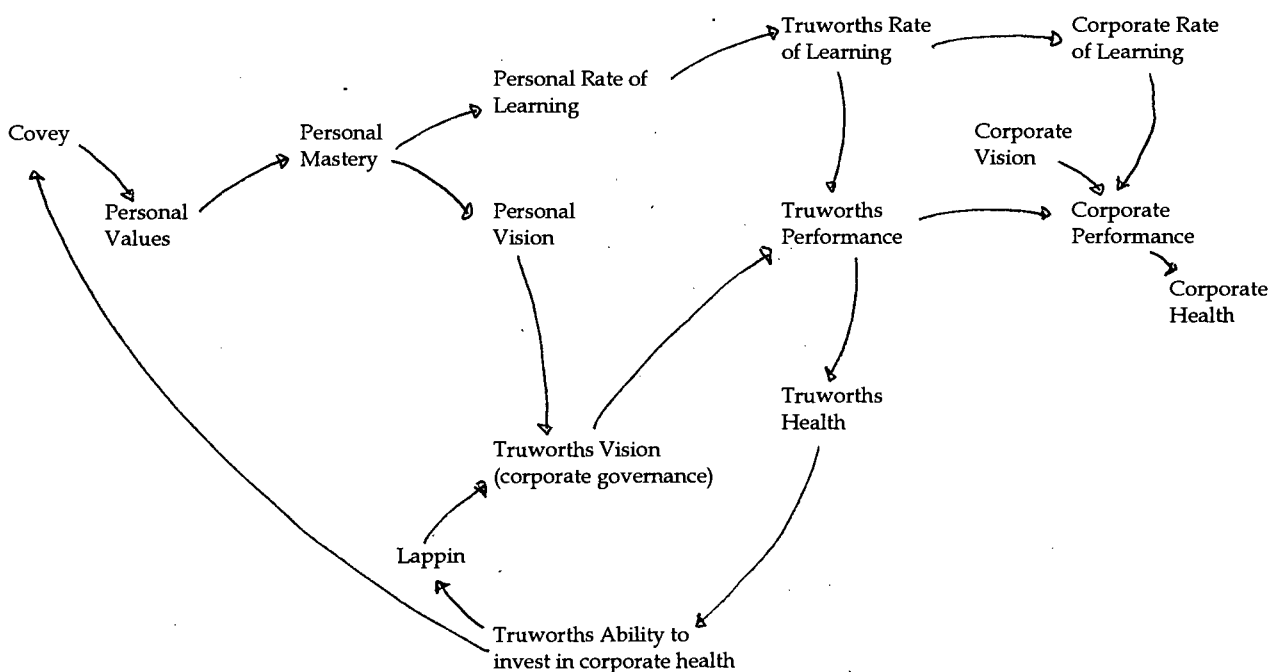 Truworths Rate
of Learning
Corporate Rate
of Learning
Personal Rate of
Learning
Covey
Personal
Mastery
Corporate
Vision
Personal
Values
Personal
Vision
Truworths
Performance
Corporate
Performance
Corporate
Health
Truworths
Health
Truworths Vision
(corporate governance)
Lappin
Truworths Ability to
invest in corporate health